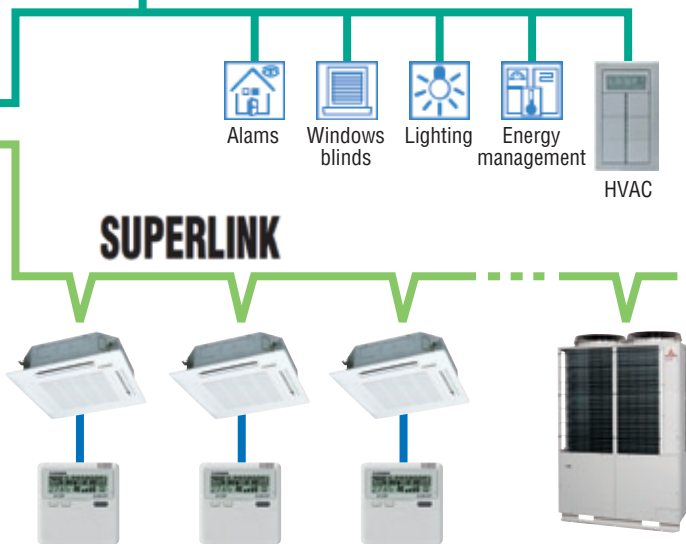 Alams
Windows
blinds
Lighting
Energy
management
HVAC
SUPERLINK